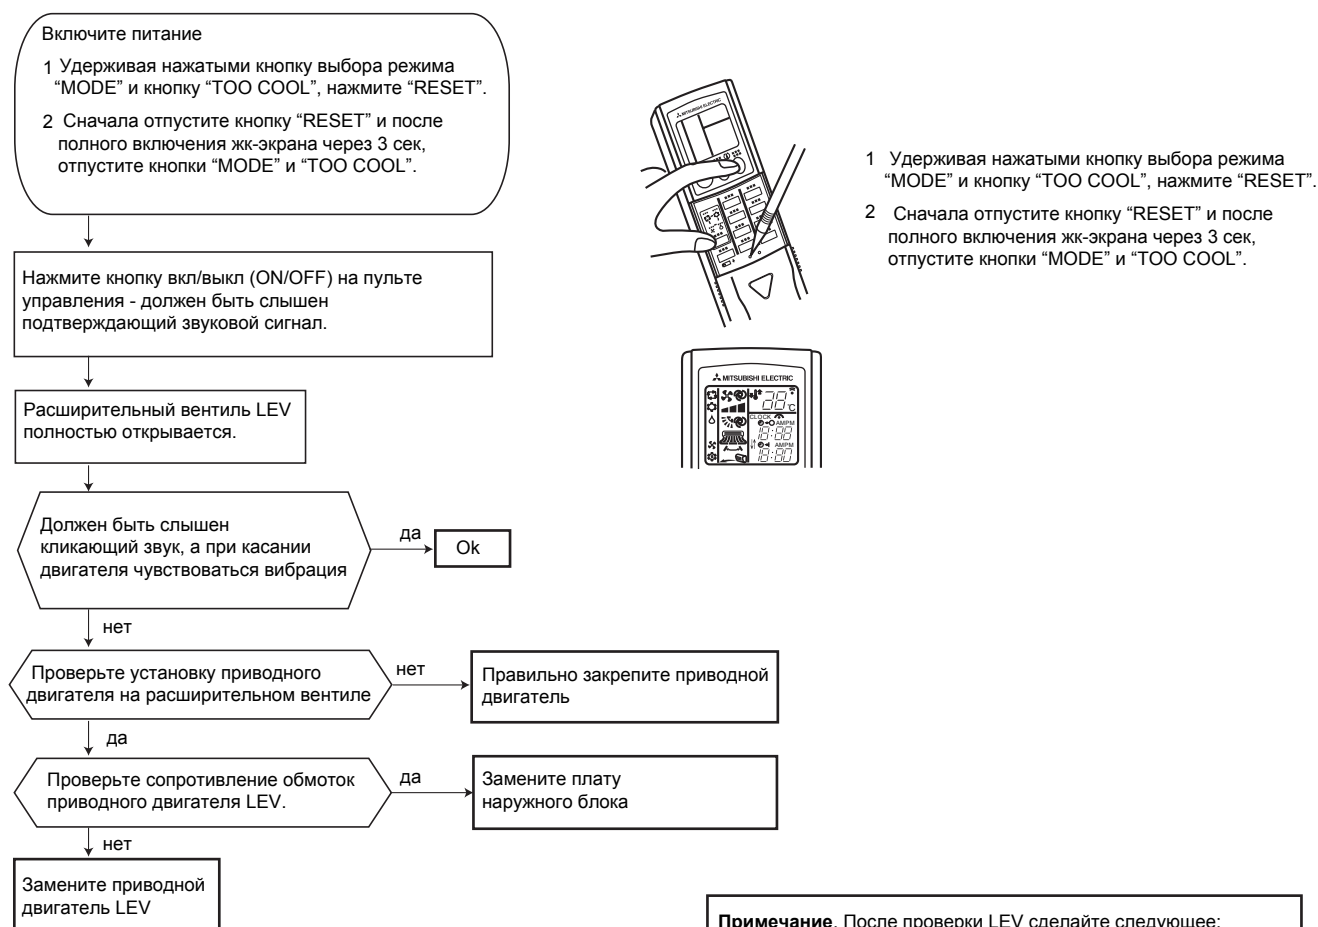 Включите питание
1 Удерживая нажатыми кнопку выбора режима
“MODE” и кнопку “TOO COOL”, нажмите “RESET”.
2 Сначала отпустите кнопку “RESET” и после
полного включения жк-экрана через 3 сек,
отпустите кнопки “MODE” и “TOO COOL”.
Нажмите кнопку вкл/выкл (ON/OFF) на пульте
управления - должен быть слышен
подтверждающий звуковой сигнал.
Расширительный вентиль LEV
полностью открывается.
Должен быть слышен
кликающий звук, а при касании
двигателя чувствоваться вибрация
да
Ok
нет
Проверьте установку приводного
двигателя на расширительном вентиле
нет
Правильно закрепите приводной
двигатель
да
Проверьте сопротивление обмоток
приводного двигателя LEV.
да
Замените плату
наружного блока
нет
Замените приводной
двигатель LEV
MITSUBISHI ELECTRIC
1 Удерживая нажатыми кнопку выбора режима
“MODE” и кнопку “TOO COOL”, нажмите “RESET”.
2 Сначала отпустите кнопку “RESET” и после
полного включения жк-экрана через 3 сек,
отпустите кнопки “MODE” и “TOO COOL”.
MITSUBISHI ELECTRIC
88°C
CLOCK
AMPM
18:88
AMPM
18:88
Примечание. После проверки LEV сделайте следующее: